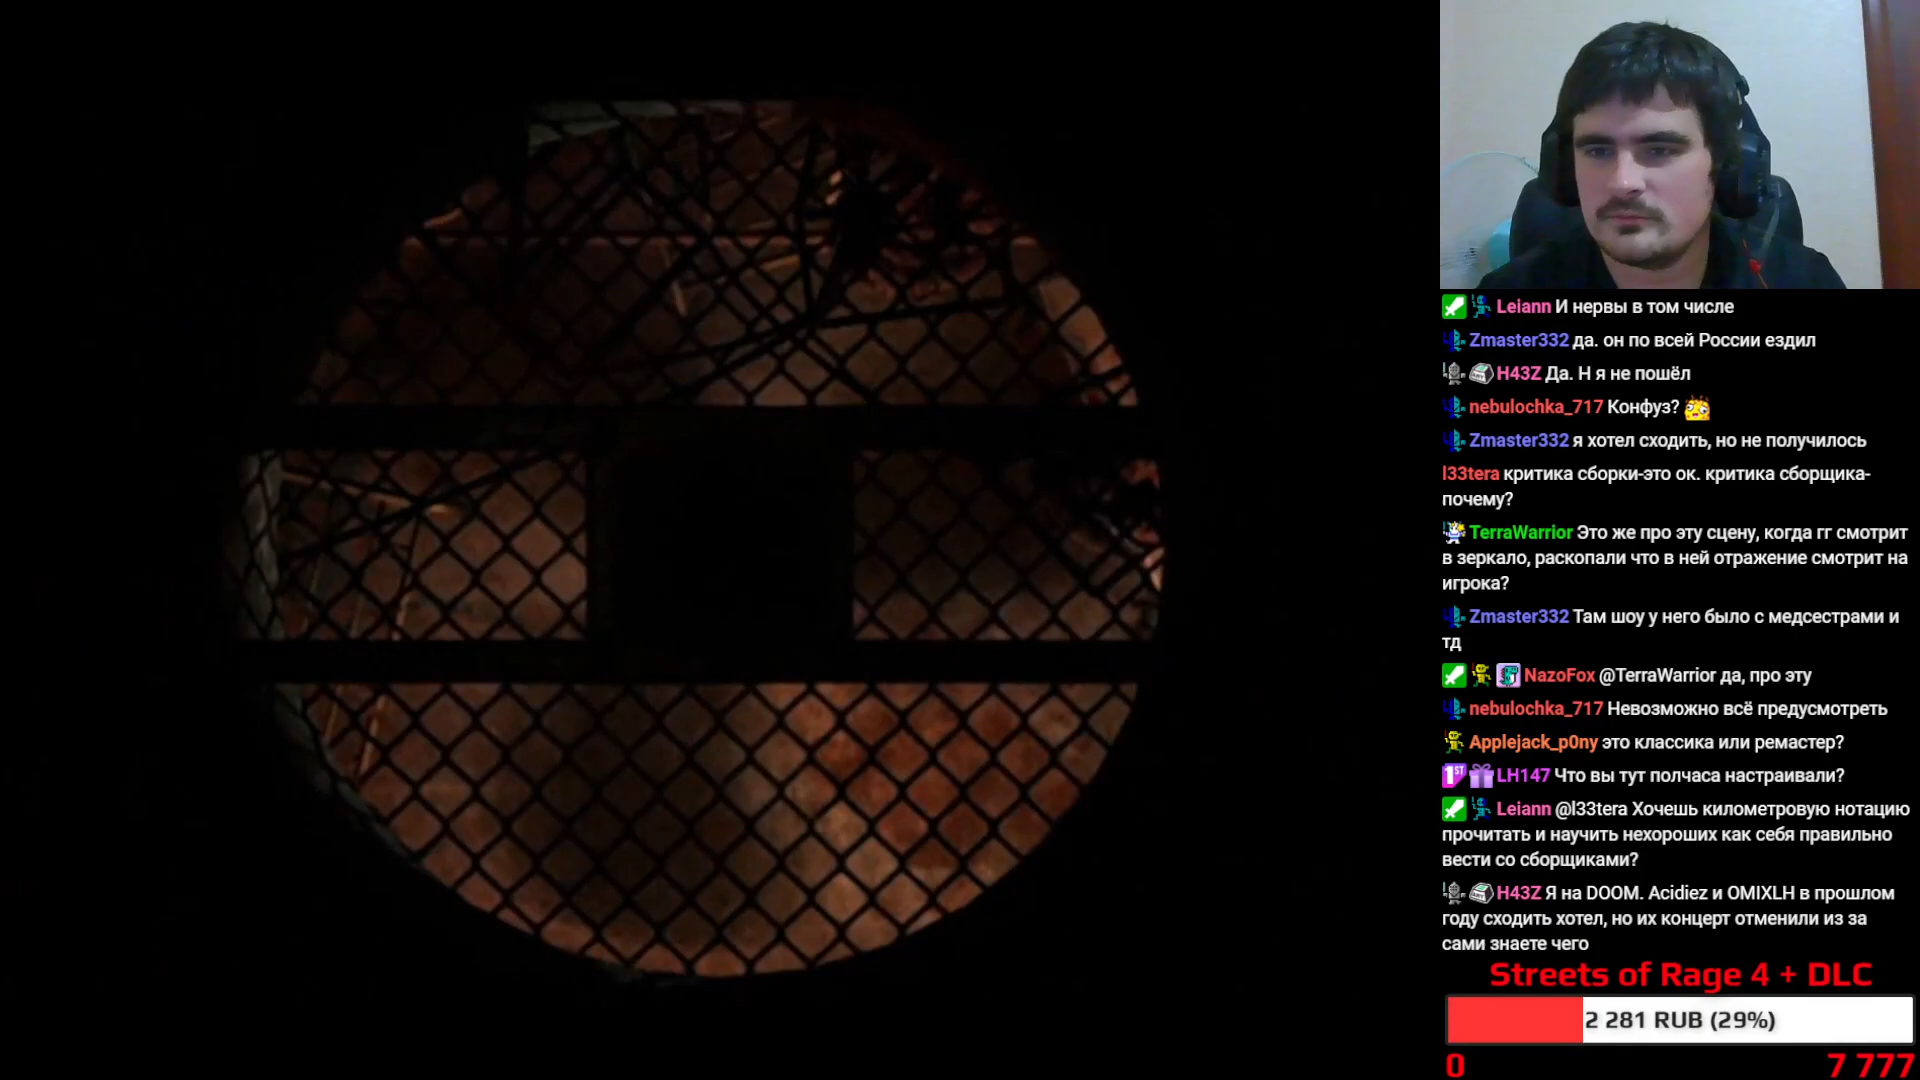 Leiann И нервы в том числе
Zmaster332 да. он по всей России ездил
H43Z Да. Н я не пошёл
nebulochka_717 Конфуз?
Zmaster332 я хотел сходить, но не получилось
l33tera критика сборки-это ок. критика сборщика-
почему?
TerraWarrior Это же про эту сцену, когда гг смотрит
в зеркало, раскопали что в ней отражение смотрит на
игрока?
Zmaster332 Там шоу у него было с медсестрами и
тд
NazoFox @TerraWarrior да, про эту
nebulochka_717 Невозможно всё предусмотреть
Applejack_p0ny это классика или ремастер?
1ST LH147 Что вы тут полчаса настраивали?
Leiann @l33tera Хочешь километровую нотацию
прочитать и научить нехороших как себя правильно
вести со сборщиками?
H43Z Я на DOOM. Acidiez и OMIXLH в прошлом
году сходить хотел, но их концерт отменили из за
сами знаете чего
Streets of Rage 4 + DLC
2 281 RUB (29%)
0 7 777